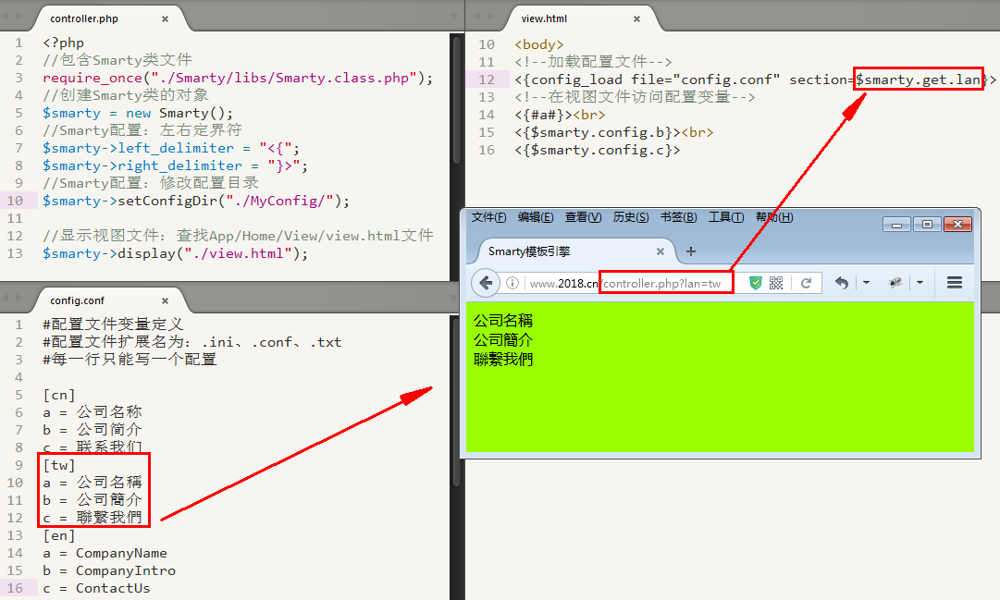 controller.php ×
1 <?php
2 //包含Smarty类文件
3 require_once("./Smarty/libs/Smarty.class.php");
4 //创建Smarty类的对象
5 $smarty = new Smarty();
6 //Smarty配置：左右定界符
7 $smarty->left_delimiter = "<{";
8 $smarty->right_delimiter = "}>";
9 //Smarty配置：修改配置目录
10 $smarty->setConfigDir("./MyConfig/");
11
12 //显示视图文件：查找App/Home/View/view.html文件
13 $smarty->display("./view.html");
view.html ×
10 <body>
11 <!--加载配置文件-->
12 <{config_load file="config.conf" section=$smarty.get.lan}>
13 <!--在视图文件访问配置变量-->
14 <{#a#}><br>
15 <{$smarty.config.b}><br>
16 <{$smarty.config.c}>
文件(F) 编辑(E) 查看(V) 历史(S) 书签(B) 工具(T) 帮助(H)
Smarty模板引擎 × +
www.2018.cn/controller.php?lan=tw
公司名稱
公司簡介
聯繫我們
config.conf ×
1 #配置文件变量定义
2 #配置文件扩展名为：.ini、.conf、.txt
3 #每一行只能写一个配置
4
5 [cn]
6 a = 公司名称
7 b = 公司简介
8 c = 联系我们
9 [tw]
10 a = 公司名稱
11 b = 公司簡介
12 c = 聯繫我們
13 [en]
14 a = CompanyName
15 b = CompanyIntro
16 c = ContactUs